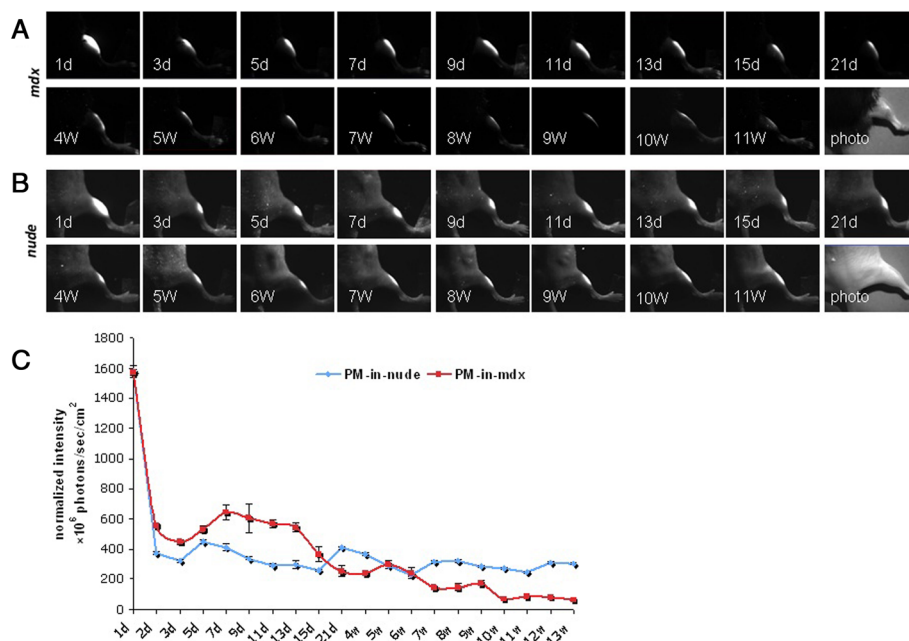 A
mdx
1d 3d 5d 7d 9d 11d 13d 15d 21d
4W 5W 6W 7W 8W 9W 10W 11W photo
B
nude
1d 3d 5d 7d 9d 11d 13d 15d 21d
4W 5W 6W 7W 8W 9W 10W 11W photo
C
normalized intensity
×10⁶ photons/sec/cm²
1800
1600
1400
1200
1000
800
600
400
200
0
PM-in-nude PM-in-mdx
1d 2d 3d 5d 7d 9d 11d 13d 15d 21d 4w 5w 6w 7w 8w 9w 10w 11w 12w 13w